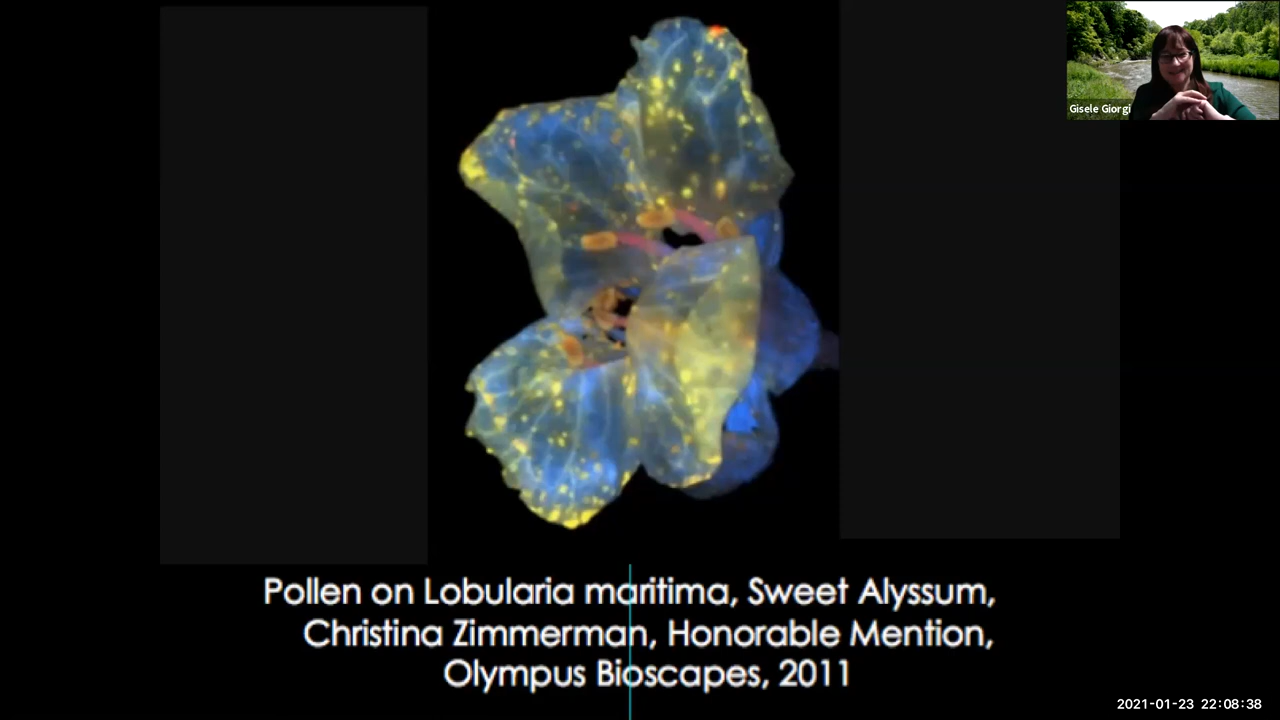 Gisele Giorgi
Pollen on Lobularia maritima, Sweet Alyssum,
Christina Zimmerman, Honorable Mention,
Olympus Bioscapes, 2011
2021-01-23 22:08:38